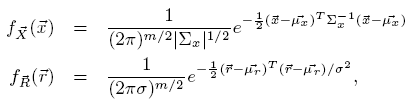 f_{\vec{X}}(\vec{x}) = \frac{1}{(2\pi)^{m/2}|\Sigma_x|^{1/2}} e^{-\frac{1}{2}(\vec{x}-\vec{\mu_x})^T \Sigma_x^{-1}(\vec{x}-\vec{\mu_x})}
f_{\vec{R}}(\vec{r}) = \frac{1}{(2\pi\sigma)^{m/2}} e^{-\frac{1}{2}(\vec{r}-\vec{\mu_r})^T(\vec{r}-\vec{\mu_r})/\sigma^2},